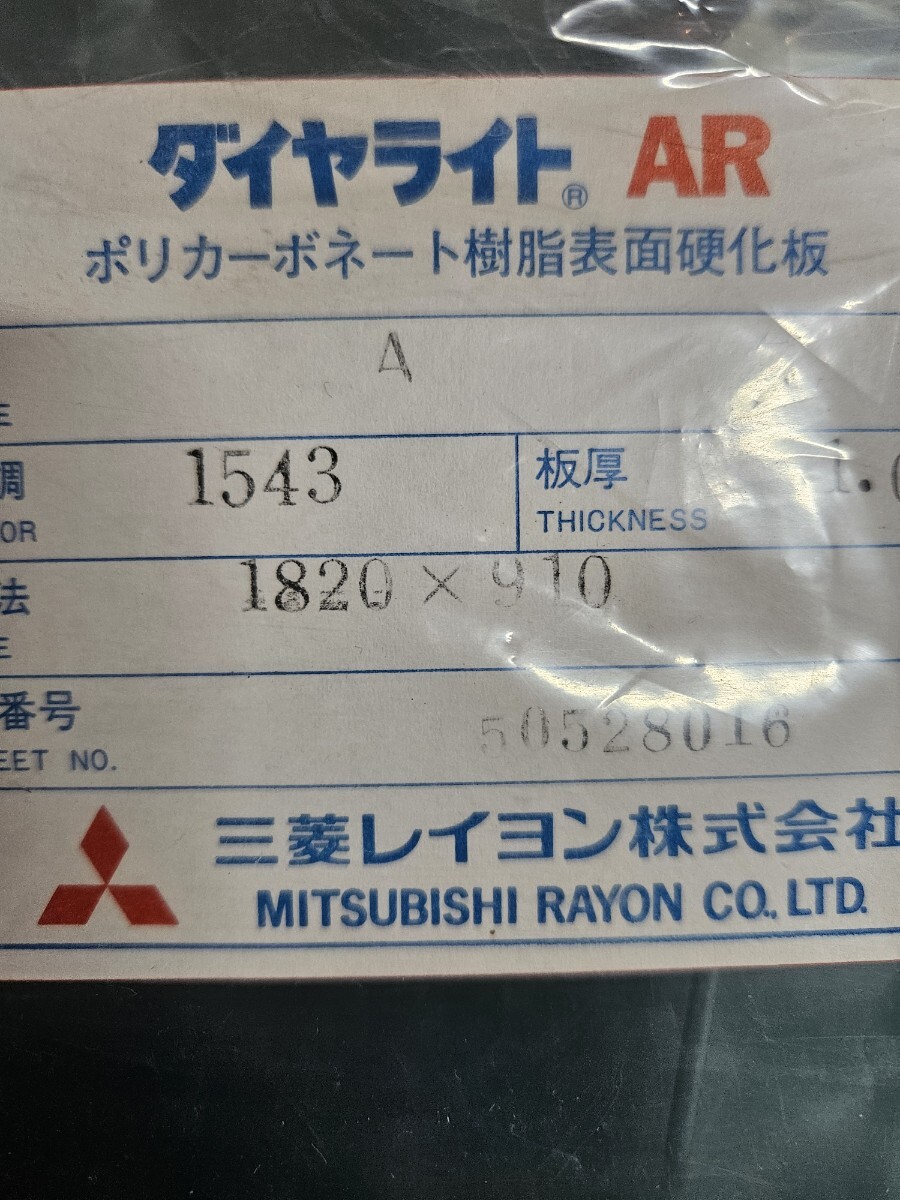 ダイヤライト® AR
ポリカーボネート樹脂表面硬化板
A
調 1543 板厚 1.
OR THICKNESS
法 1820×910
番号 50528016
EET NO.
三菱レイヨン株式会社
MITSUBISHI RAYON CO., LTD.